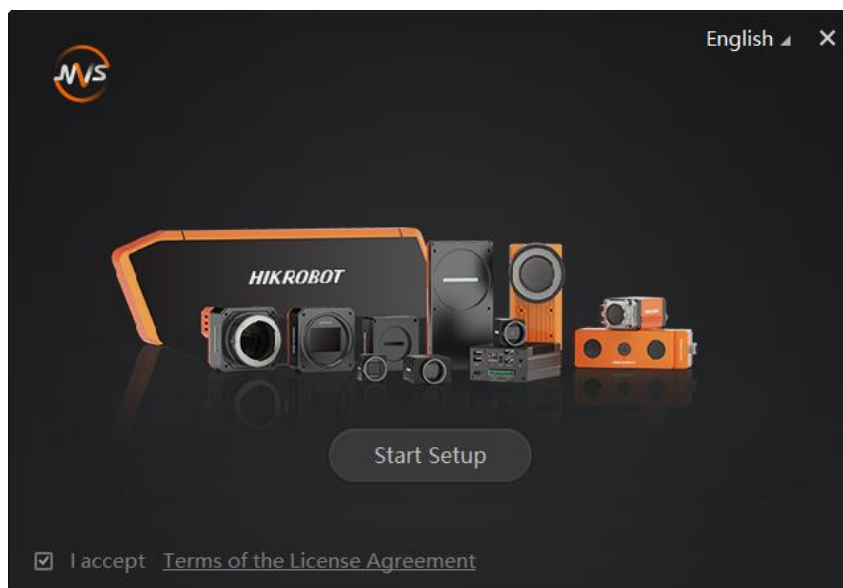 English
MVS
HIKROBOT
Start Setup
I accept Terms of the License Agreement